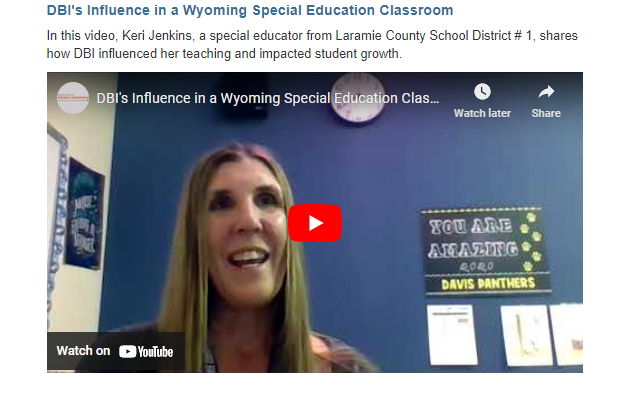 DBI's Influence in a Wyoming Special Education Classroom
In this video, Keri Jenkins, a special educator from Laramie County School District # 1, shares
how DBI influenced her teaching and impacted student growth.
DBI's Influence in a Wyoming Special Education Clas...
Watch later
Share
YOU ARE
AMAZING
2020
DAVIS PANTHERS
Watch on YouTube